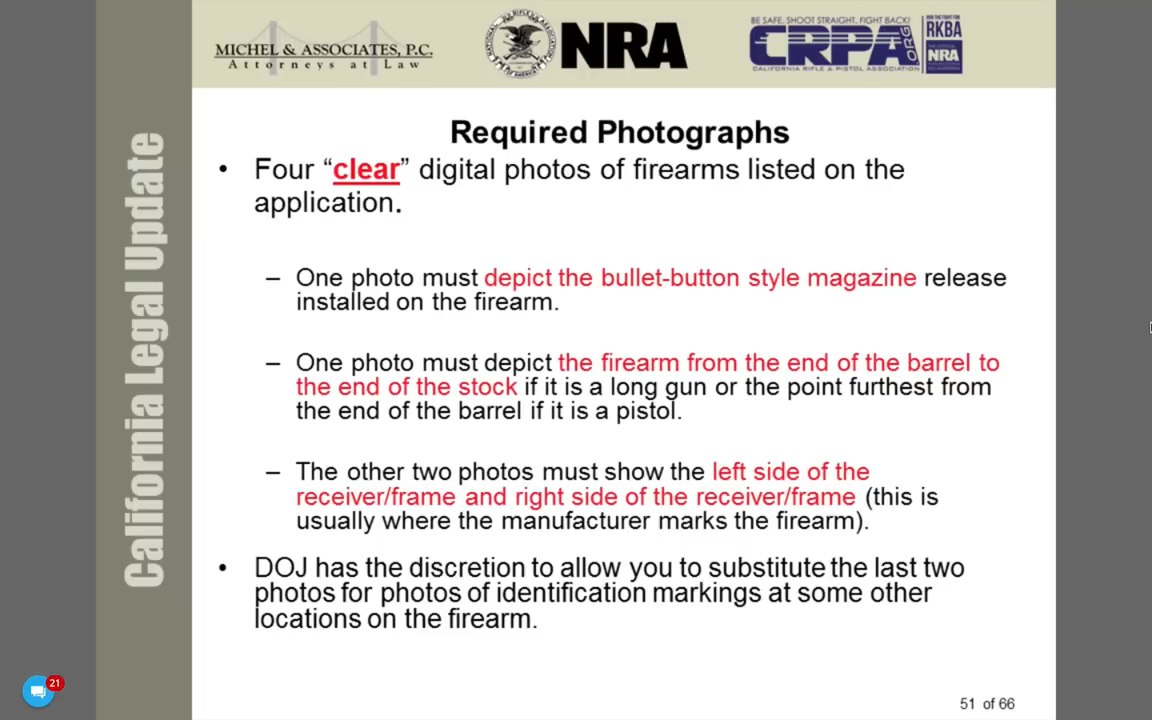 MICHEL & ASSOCIATES, P.C.
Attorneys at Law
NRA
BE SAFE. SHOOT STRAIGHT. FIGHT BACK!
CRPA.ORG
CALIFORNIA RIFLE & PISTOL ASSOCIATION
RKBA
NRA
California Legal Update
Required Photographs
• Four “clear” digital photos of firearms listed on the
application.
– One photo must depict the bullet-button style magazine release
installed on the firearm.
– One photo must depict the firearm from the end of the barrel to
the end of the stock if it is a long gun or the point furthest from
the end of the barrel if it is a pistol.
– The other two photos must show the left side of the
receiver/frame and right side of the receiver/frame (this is
usually where the manufacturer marks the firearm).
• DOJ has the discretion to allow you to substitute the last two
photos for photos of identification markings at some other
locations on the firearm.
51 of 66
21